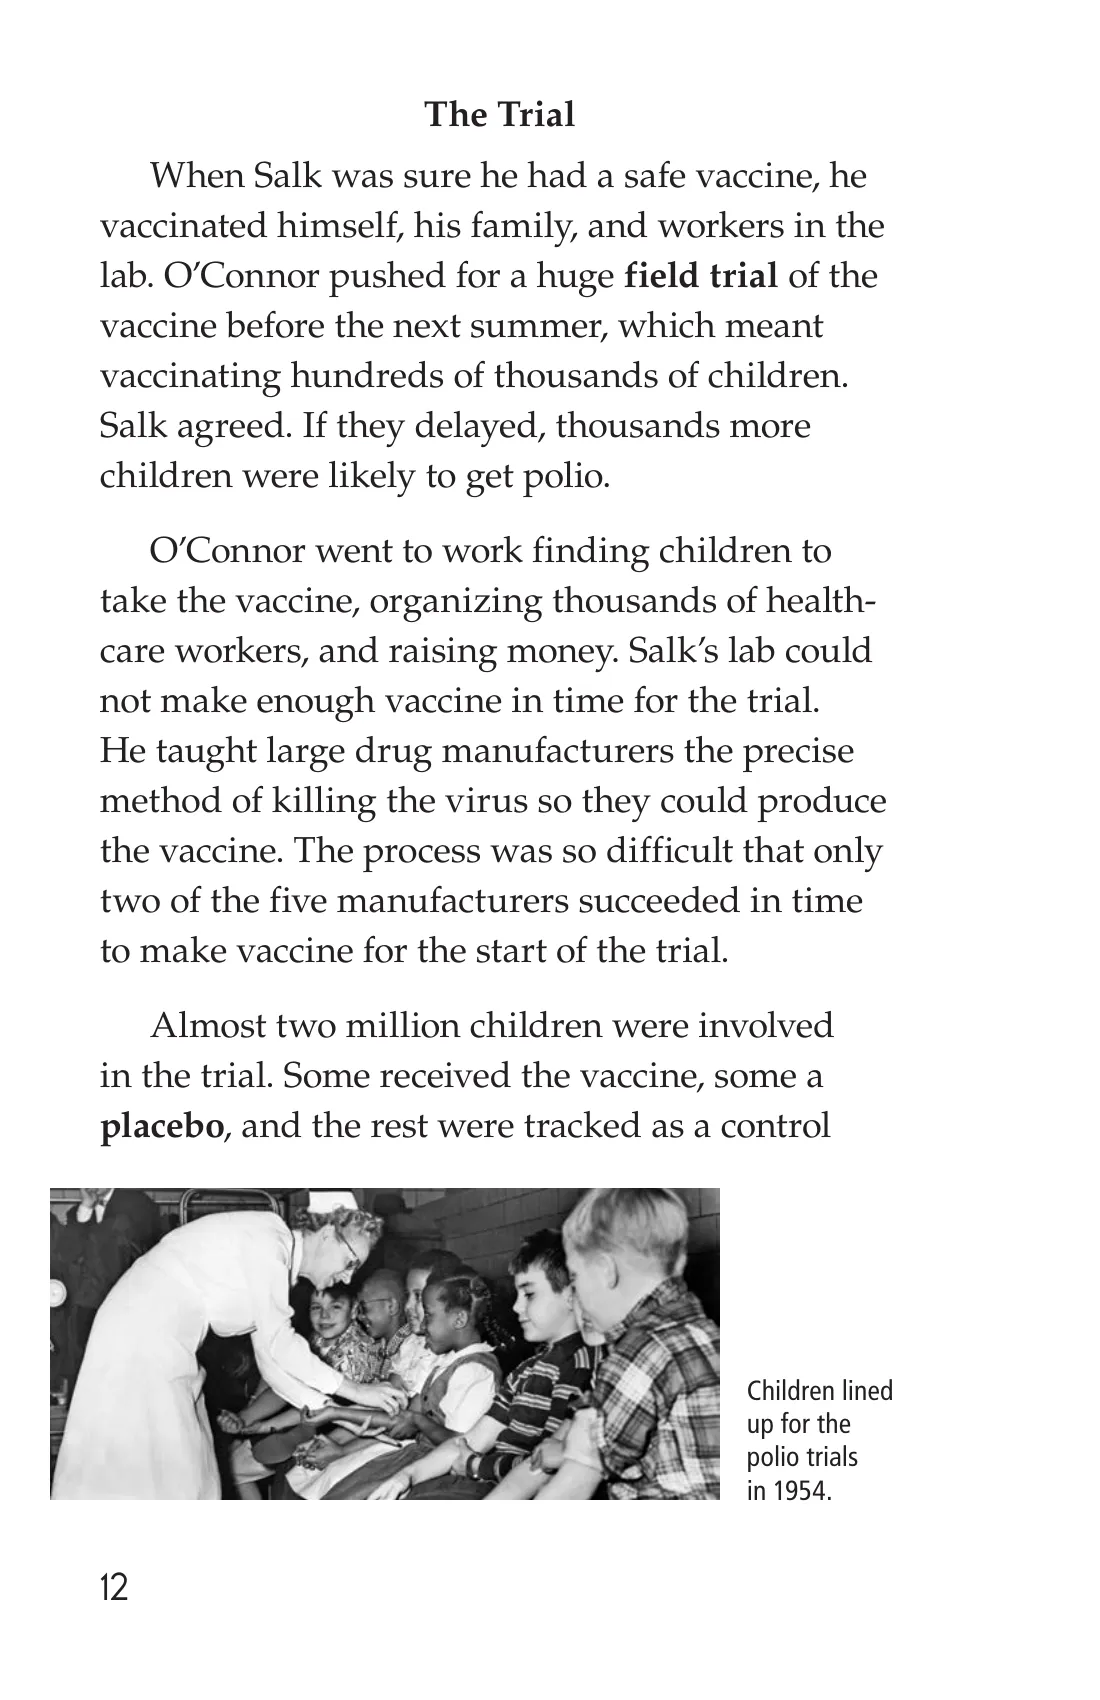 The Trial
When Salk was sure he had a safe vaccine, he
vaccinated himself, his family, and workers in the
lab. O’Connor pushed for a huge field trial of the
vaccine before the next summer, which meant
vaccinating hundreds of thousands of children.
Salk agreed. If they delayed, thousands more
children were likely to get polio.
O’Connor went to work finding children to
take the vaccine, organizing thousands of health-
care workers, and raising money. Salk’s lab could
not make enough vaccine in time for the trial.
He taught large drug manufacturers the precise
method of killing the virus so they could produce
the vaccine. The process was so difficult that only
two of the five manufacturers succeeded in time
to make vaccine for the start of the trial.
Almost two million children were involved
in the trial. Some received the vaccine, some a
placebo, and the rest were tracked as a control
Children lined
up for the
polio trials
in 1954.
12